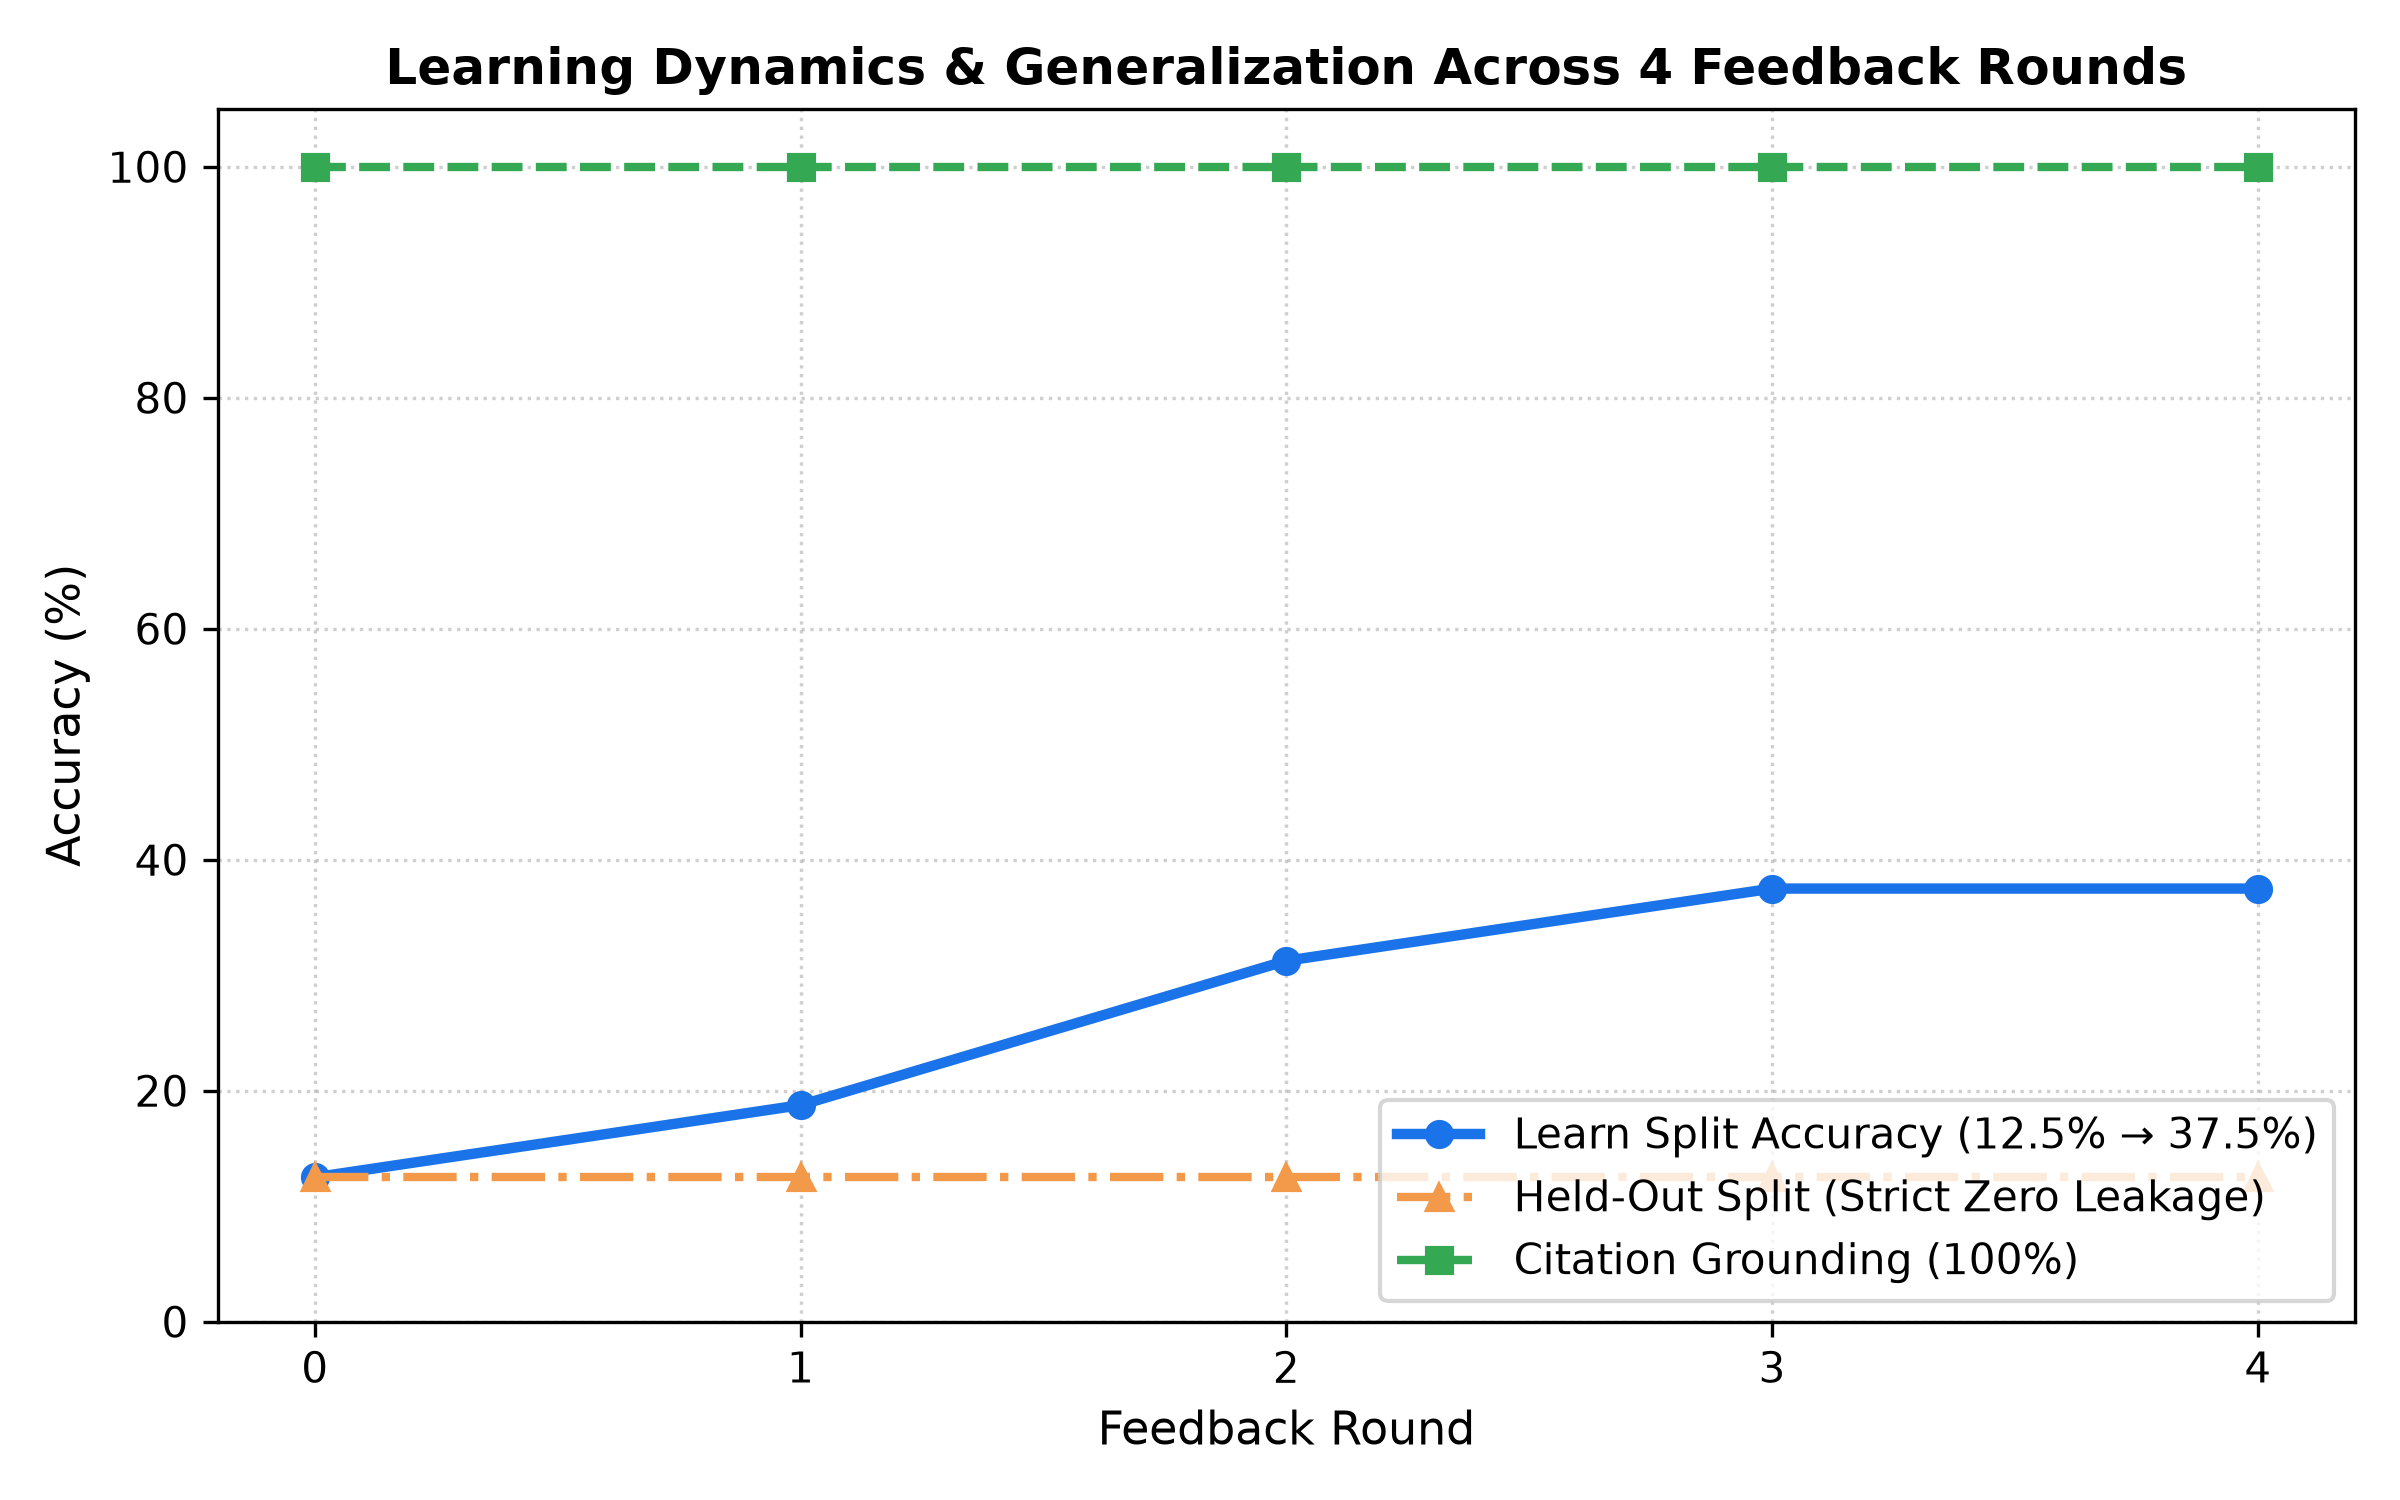 Learning Dynamics & Generalization Across 4 Feedback Rounds
Accuracy (%)
100
80
60
40
20
0
Learn Split Accuracy (12.5% → 37.5%)
Held-Out Split (Strict Zero Leakage)
Citation Grounding (100%)
0 1 2 3 4
Feedback Round